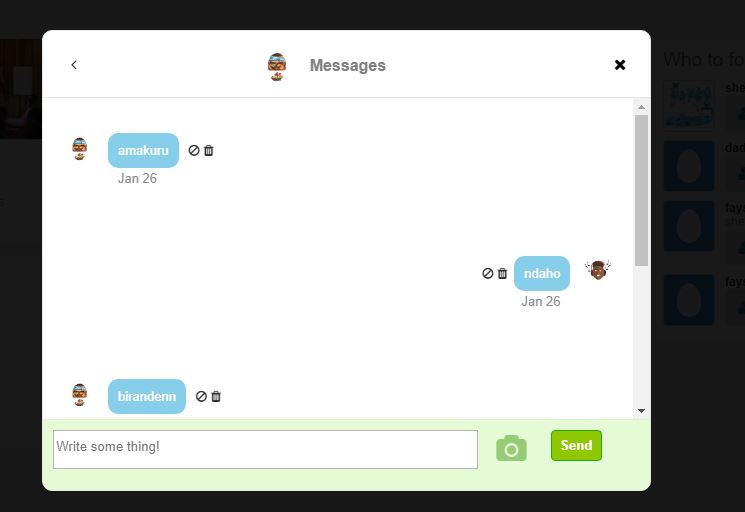 Messages
Who to fo
she
amakuru
dad
Jan 26
fay
she
ndaho
fay
Jan 26
birandenn
Write some thing!
Send